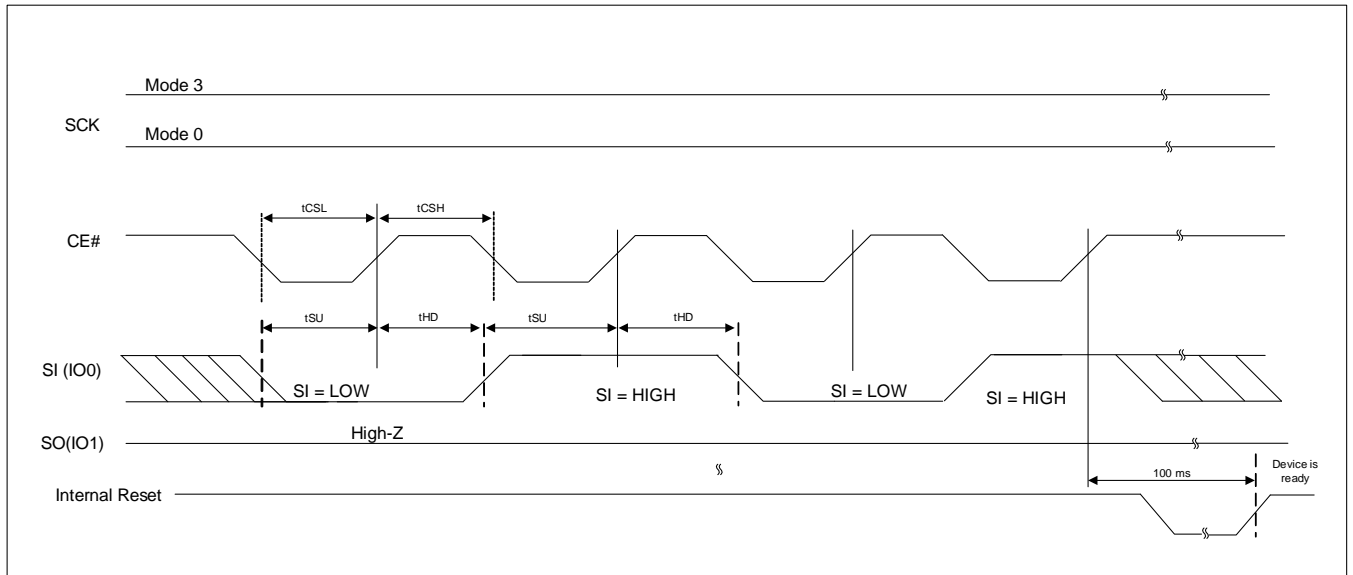 Mode 3
SCK
Mode 0
tCSL
tCSH
CE#
tSU
tHD
tSU
tHD
SI (IO0)
SI = LOW
SI = HIGH
SI = LOW
SI = HIGH
High-Z
SO(IO1)
100 ms
Device is
ready
Internal Reset